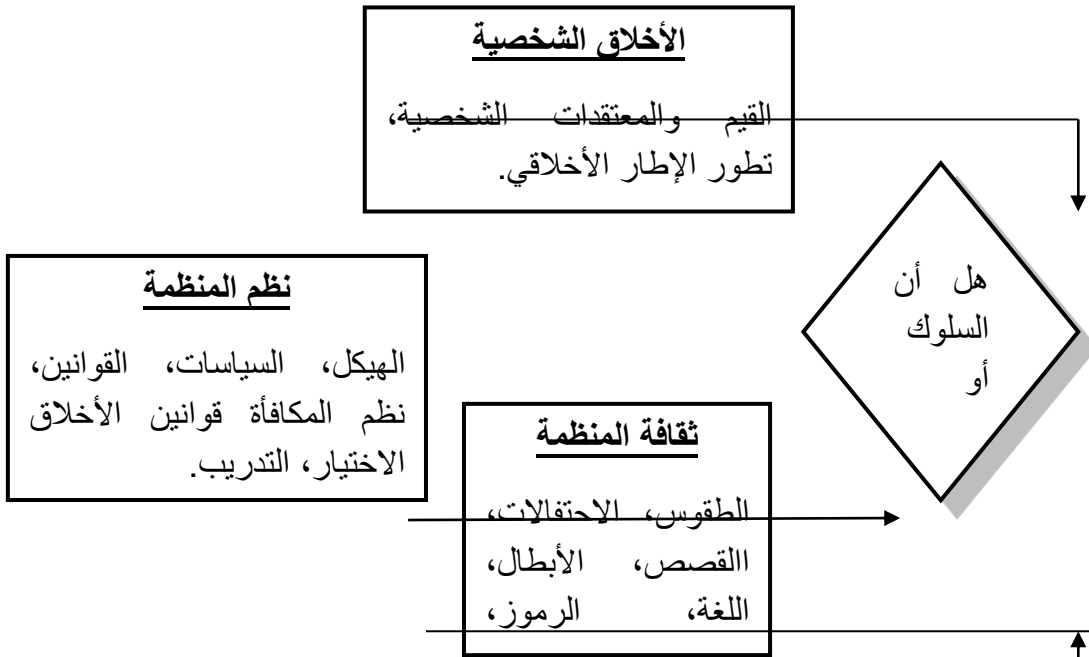 الأخلاق الشخصية
القيم والمعتقدات الشخصية،
تطور الإطار الأخلاقي.
هل أن
السلوك
أو
نظم المنظمة
الهيكل، السياسات، القوانين،
نظم المكافأة قوانين الأخلاق
الاختيار، التدريب.
ثقافة المنظمة
الطقوس، الاحتفالات،
االقصص، الأبطال،
اللغة، الرموز،